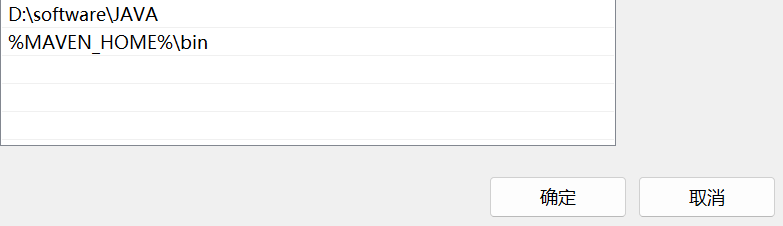 D:\software\JAVA
%MAVEN_HOME%\bin
确定 取消